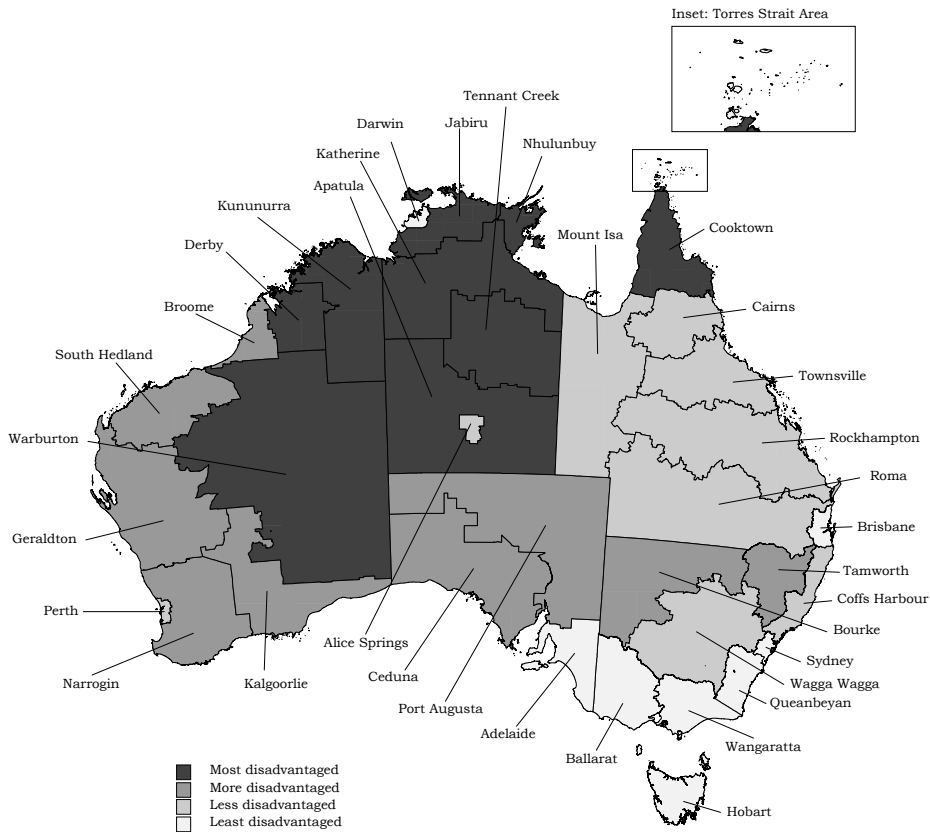 Inset: Torres Strait Area
Tennant Creek
Darwin
Jabiru
Nhulunbuy
Katherine
Apatula
Kununurra
Cooktown
Mount Isa
Derby
Broome
Cairns
South Hedland
Townsville
Warburton
Rockhampton
Roma
Brisbane
Geraldton
Tamworth
Coffs Harbour
Perth
Bourke
Alice Springs
Sydney
Ceduna
Narrogin
Kalgoorlie
Wagga Wagga
Queanbeyan
Port Augusta
Adelaide
Wangaratta
Ballarat
Most disadvantaged
More disadvantaged
Less disadvantaged
Least disadvantaged
Hobart